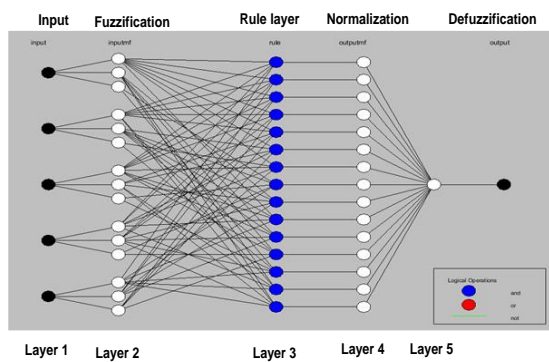 Input Fuzzification Rule layer Normalization Defuzzification
input inputmf rule outputmf output
Logical Operations
and
or
not
Layer 1 Layer 2 Layer 3 Layer 4 Layer 5